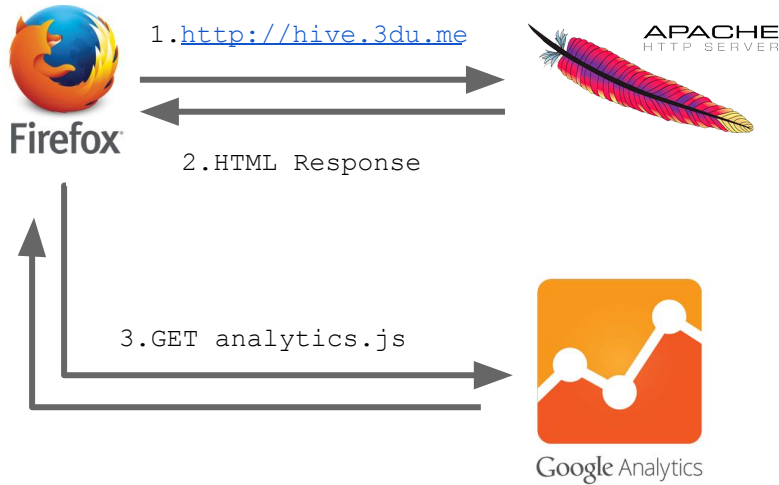 1.http://hive.3du.me
APACHE
HTTP SERVER
Firefox
2.HTML Response
3.GET analytics.js
Google Analytics